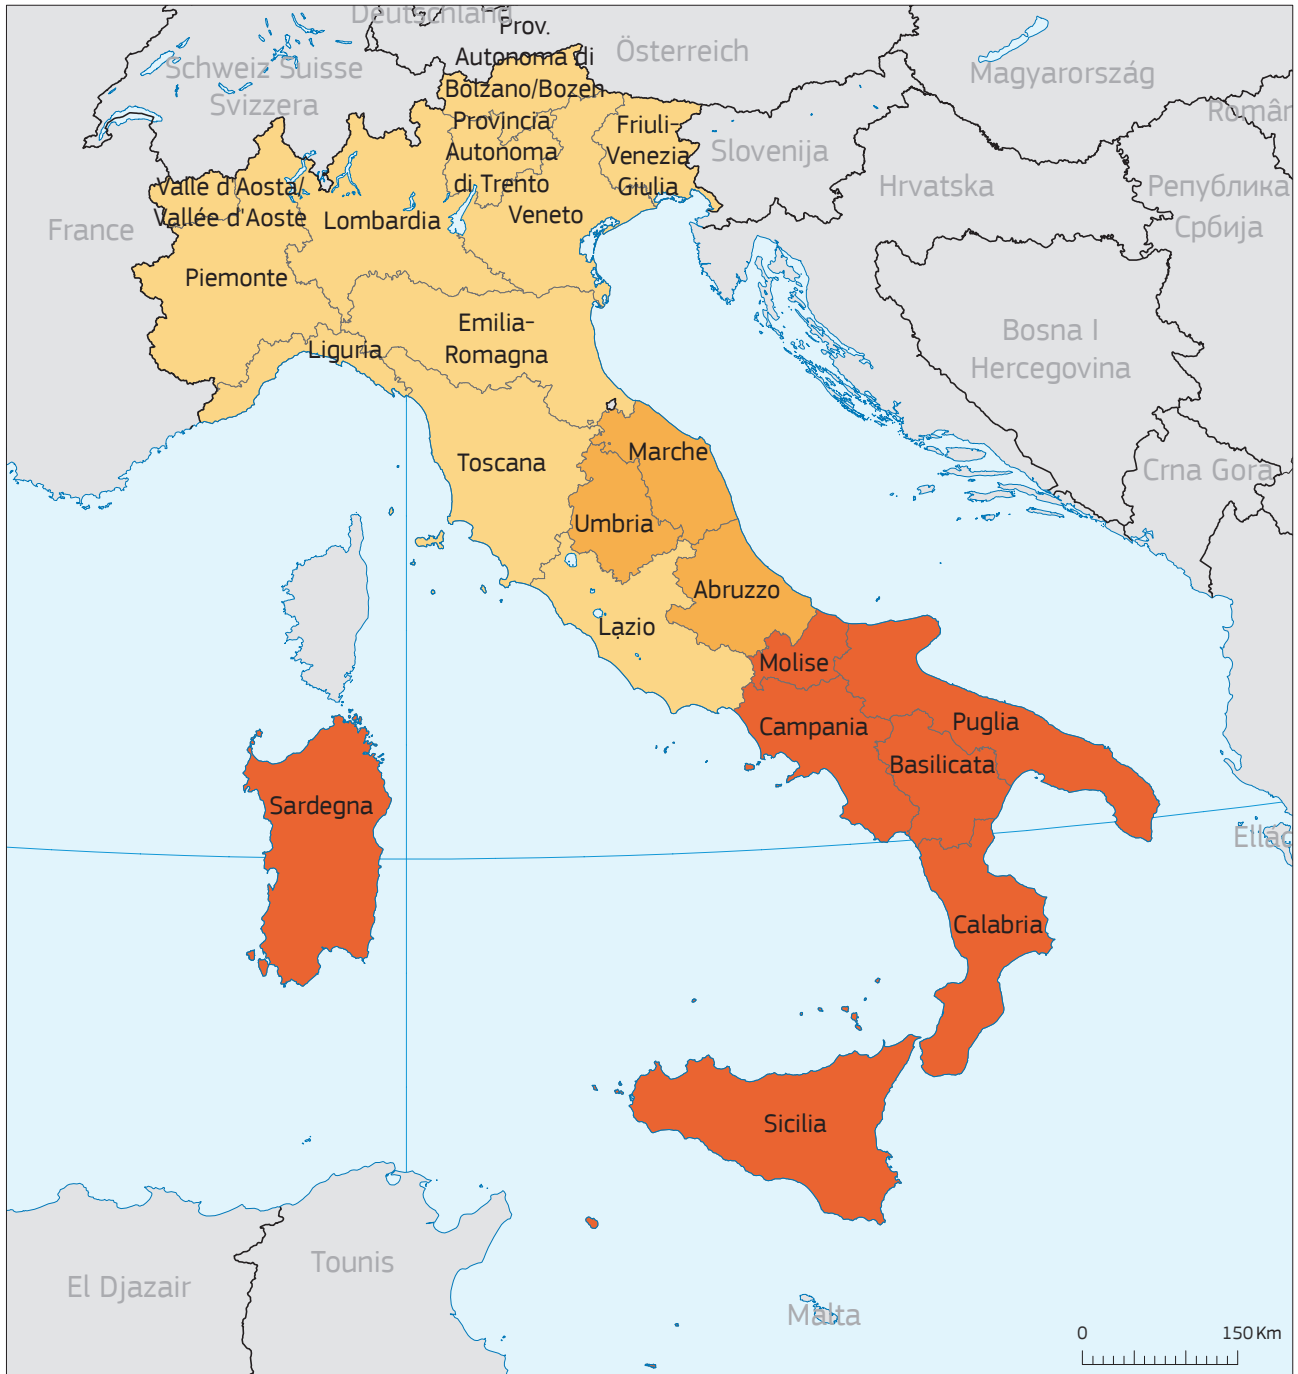 Deutschland
Prov.
Autonoma di
Bolzano/Bozen
Österreich
Schweiz Suisse
Svizzera
Magyarország
Român
Provincia
Autonoma
di Trento
Friuli-
Venezia
Giulia
Slovenija
Hrvatska
Република
Србија
Valle d'Aosta/
Vallée d'Aoste
Lombardia
Veneto
France
Piemonte
Emilia-
Romagna
Liguria
Bosna I
Hercegovina
Toscana
Marche
Crna Gora
Umbria
Abruzzo
Lazio
Molise
Campania
Puglia
Basilicata
Sardegna
Ellad
Calabria
Sicilia
Tounis
El Djazair
Malta
0 150 Km